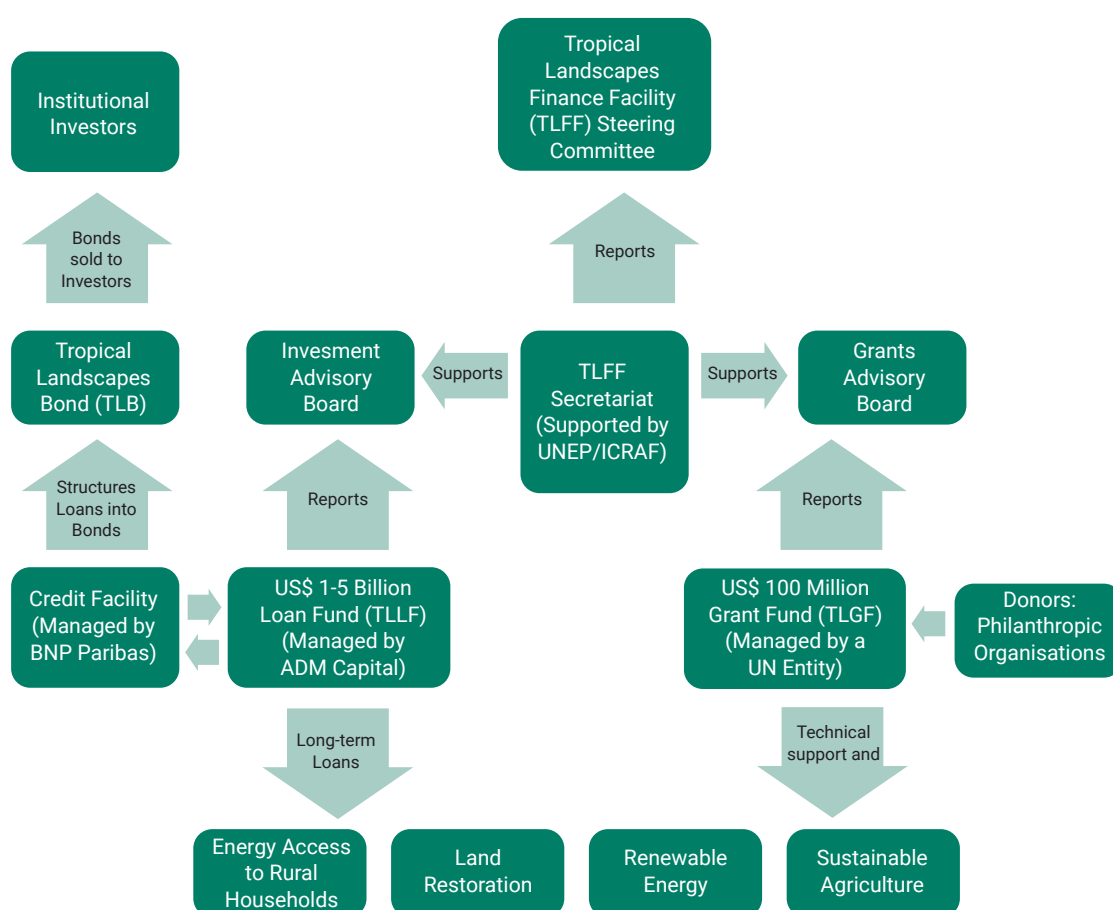 Institutional
Investors
Tropical
Landscapes
Finance Facility
(TLFF) Steering
Committee
Bonds
sold to
Investors
Reports
Tropical
Landscapes
Bond (TLB)
Invesment
Advisory
Board
Supports
TLFF
Secretariat
(Supported by
UNEP/ICRAF)
Supports
Grants
Advisory
Board
Structures
Loans into
Bonds
Reports
Reports
Credit Facility
(Managed by
BNP Paribas)
US$ 1-5 Billion
Loan Fund (TLLF)
(Managed by
ADM Capital)
US$ 100 Million
Grant Fund (TLGF)
(Managed by a
UN Entity)
Donors:
Philanthropic
Organisations
Long-term
Loans
Technical
support and
Energy Access
to Rural
Households
Land
Restoration
Renewable
Energy
Sustainable
Agriculture